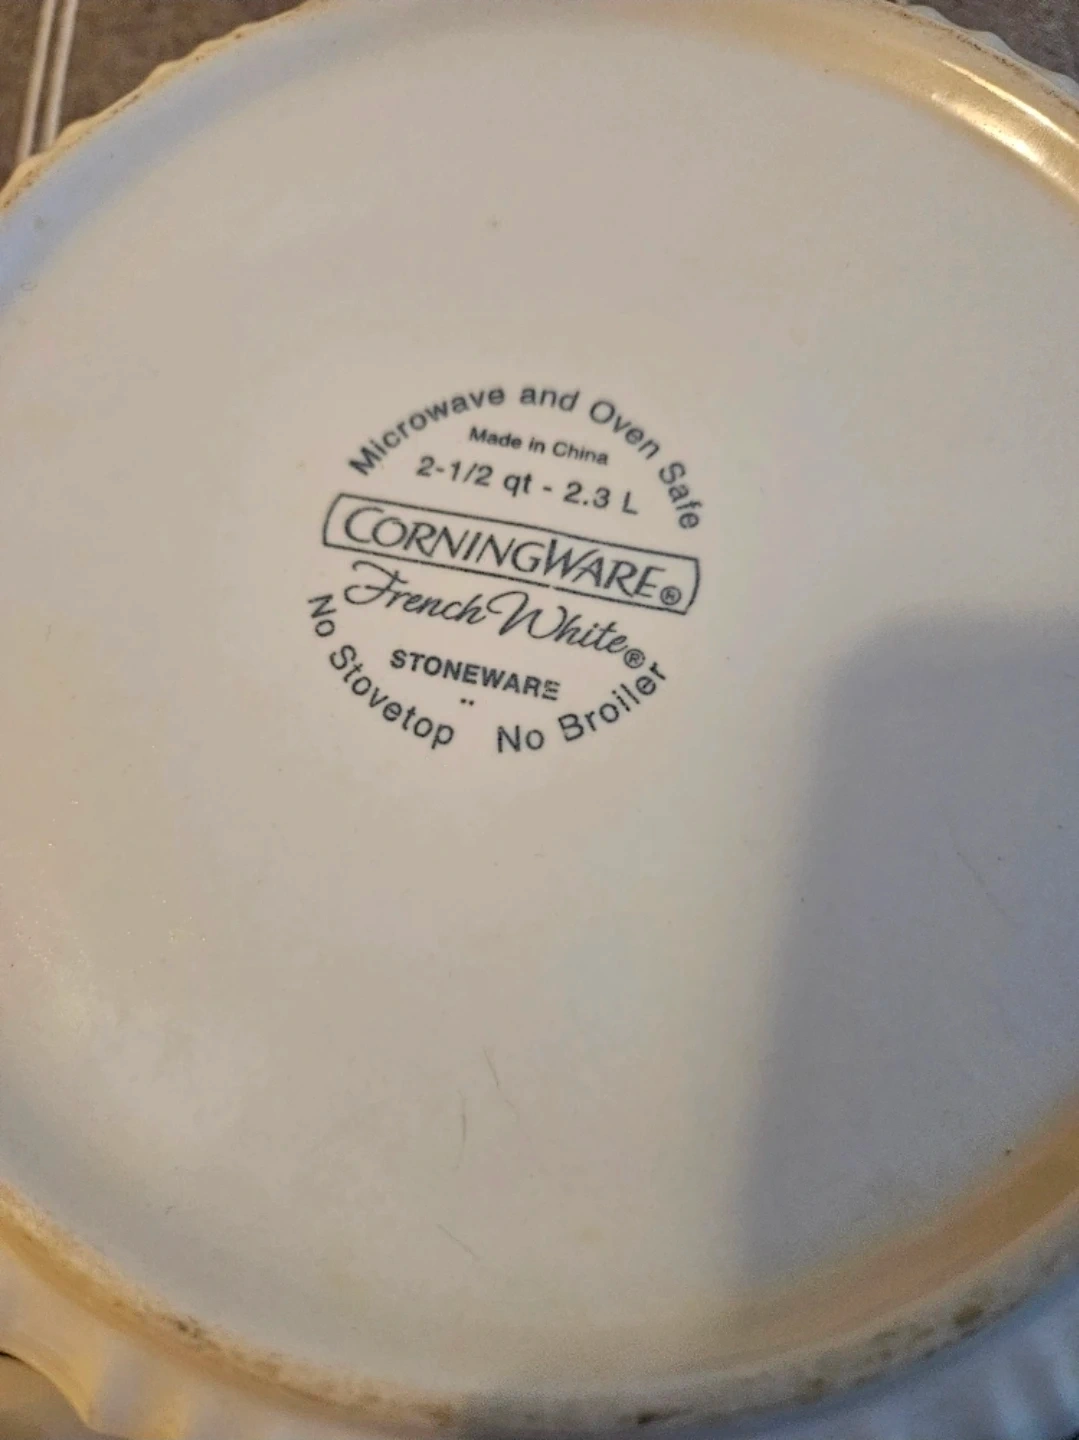 Microwave and Oven Safe
Made in China
2-1/2 qt - 2.3 L
CORNINGWARE®
French White®
STONEWARE
No Stovetop No Broiler